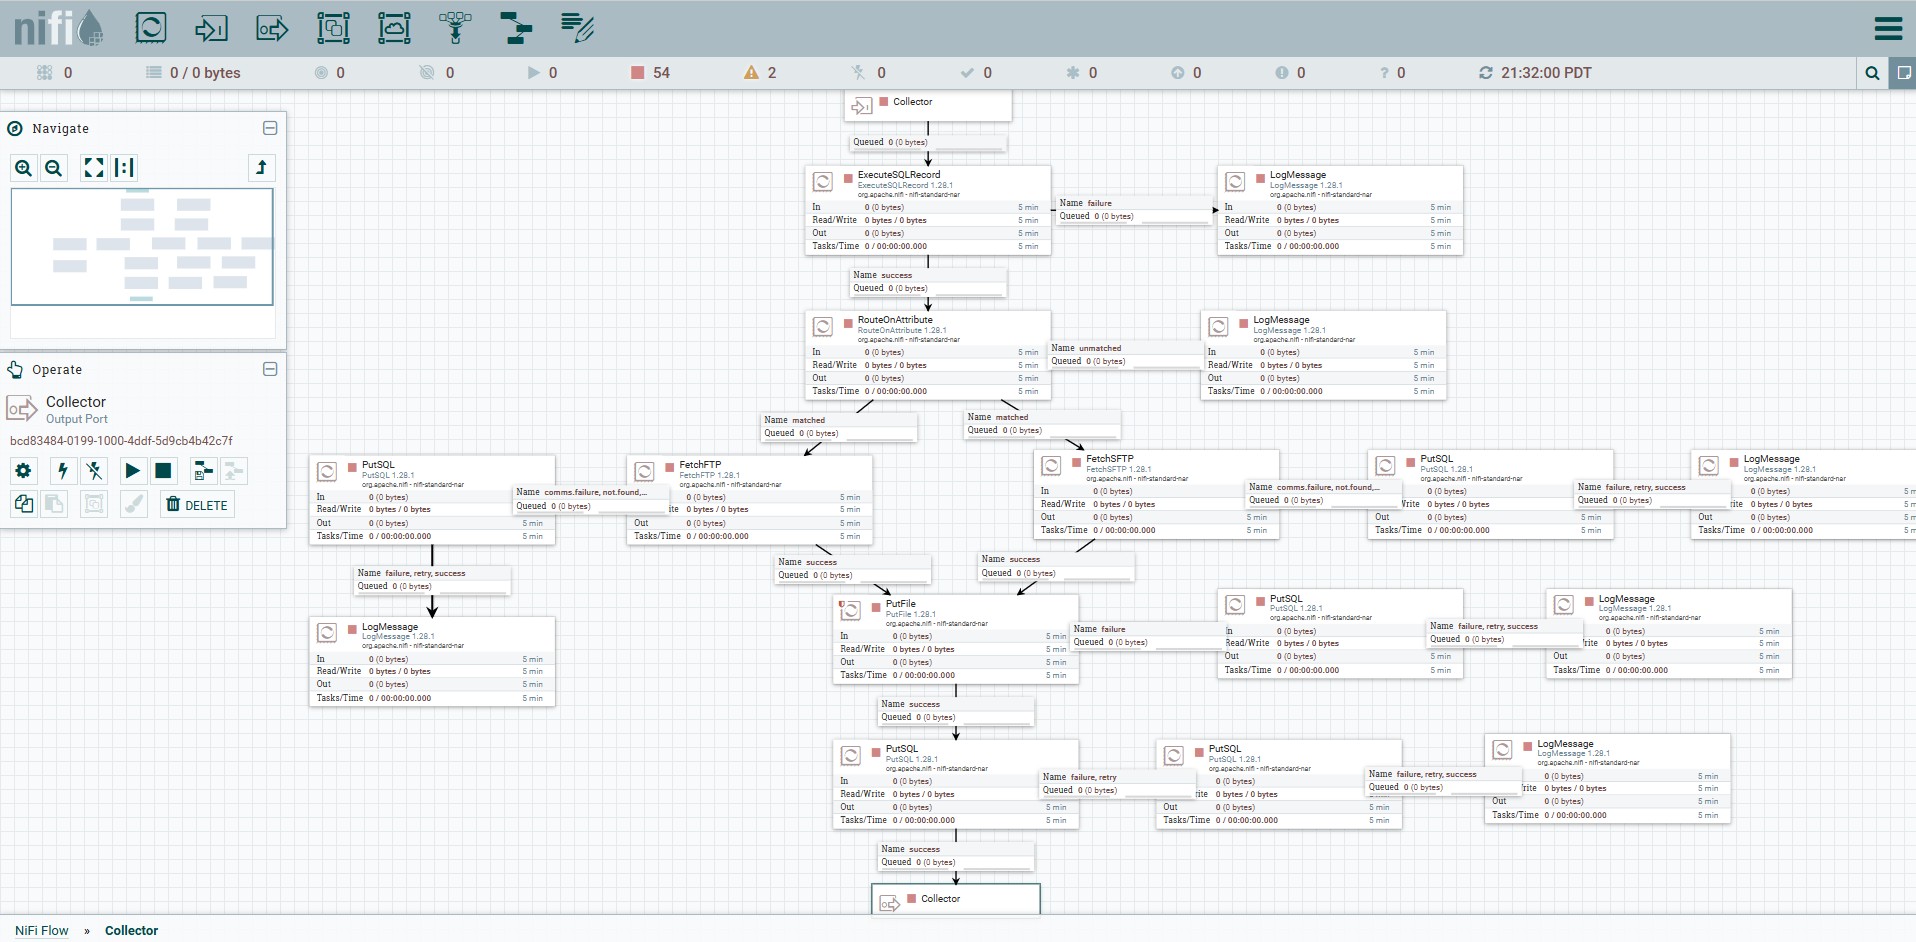 nifi
0
0 / 0 bytes
0
0
0
54
2
0
0
0
0
0
0
21:32:00 PDT
Navigate
Operate
Collector
Output Port
bcd83484-0199-1000-4ddf-5d9cb4b42c7f
DELETE
Collector
Queued 0 (0 bytes)
ExecuteSQLRecord
ExecuteSQLRecord 1.28.1
org.apache.nifi - nifi-standard-nar
In 0 (0 bytes) 5 min
Read/Write 0 bytes / 0 bytes 5 min
Out 0 (0 bytes) 5 min
Tasks/Time 0 / 00:00:00.000 5 min
Name failure
Queued 0 (0 bytes)
LogMessage
LogMessage 1.28.1
org.apache.nifi - nifi-standard-nar
In 0 (0 bytes) 5 min
Read/Write 0 bytes / 0 bytes 5 min
Out 0 (0 bytes) 5 min
Tasks/Time 0 / 00:00:00.000 5 min
Name success
Queued 0 (0 bytes)
RouteOnAttribute
RouteOnAttribute 1.28.1
org.apache.nifi - nifi-standard-nar
In 0 (0 bytes) 5 min
Read/Write 0 bytes / 0 bytes 5 min
Out 0 (0 bytes) 5 min
Tasks/Time 0 / 00:00:00.000 5 min
Name unmatched
Queued 0 (0 bytes)
LogMessage
LogMessage 1.28.1
org.apache.nifi - nifi-standard-nar
In 0 (0 bytes) 5 min
Read/Write 0 bytes / 0 bytes 5 min
Out 0 (0 bytes) 5 min
Tasks/Time 0 / 00:00:00.000 5 min
Name matched
Queued 0 (0 bytes)
Name matched
Queued 0 (0 bytes)
PutSQL
PutSQL 1.28.1
org.apache.nifi - nifi-standard-nar
In 0 (0 bytes)
Read/Write 0 bytes / 0 bytes
Out 0 (0 bytes) 5 min
Tasks/Time 0 / 00:00:00.000 5 min
Name comms.failure, not.found,...
Queued 0 (0 bytes)
FetchFTP
FetchFTP 1.28.1
org.apache.nifi - nifi-standard-nar
0 (0 bytes) 5 min
ite 0 bytes / 0 bytes 5 min
Out 0 (0 bytes) 5 min
Tasks/Time 0 / 00:00:00.000 5 min
FetchSFTP
FetchSFTP 1.28.1
org.apache.nifi - nifi-standard-nar
In 0 (0 bytes)
Read/Write 0 bytes / 0 bytes
Out 0 (0 bytes) 5 min
Tasks/Time 0 / 00:00:00.000 5 min
Name comms.failure, not.found,...
Queued 0 (0 bytes)
PutSQL
PutSQL 1.28.1
org.apache.nifi - nifi-standard-nar
0 (0 bytes)
Write 0 bytes / 0 bytes
Out 0 (0 bytes) 5 min
Tasks/Time 0 / 00:00:00.000 5 min
Name failure, retry, success
Queued 0 (0 bytes)
LogMessage
LogMessage 1.28.1
org.apache.nifi - nifi-standard-nar
0 (0 bytes) 5 m
rite 0 bytes / 0 bytes 5 m
Out 0 (0 bytes) 5 m
Tasks/Time 0 / 00:00:00.000 5 m
Name failure, retry, success
Queued 0 (0 bytes)
Name success
Queued 0 (0 bytes)
Name success
Queued 0 (0 bytes)
LogMessage
LogMessage 1.28.1
org.apache.nifi - nifi-standard-nar
In 0 (0 bytes) 5 min
Read/Write 0 bytes / 0 bytes 5 min
Out 0 (0 bytes) 5 min
Tasks/Time 0 / 00:00:00.000 5 min
PutFile
PutFile 1.28.1
org.apache.nifi - nifi-standard-nar
In 0 (0 bytes) 5 min
Read/Write 0 bytes / 0 bytes 5 min
Out 0 (0 bytes) 5 min
Tasks/Time 0 / 00:00:00.000 5 min
Name failure
Queued 0 (0 bytes)
PutSQL
PutSQL 1.28.1
org.apache.nifi - nifi-standard-nar
In 0 (0 bytes)
Read/Write 0 bytes / 0 bytes
Out 0 (0 bytes) 5 min
Tasks/Time 0 / 00:00:00.000 5 min
Name failure, retry, success
Queued 0 (0 bytes)
LogMessage
LogMessage 1.28.1
org.apache.nifi - nifi-standard-nar
0 (0 bytes) 5 min
rite 0 bytes / 0 bytes 5 min
Out 0 (0 bytes) 5 min
Tasks/Time 0 / 00:00:00.000 5 min
Name success
Queued 0 (0 bytes)
PutSQL
PutSQL 1.28.1
org.apache.nifi - nifi-standard-nar
In 0 (0 bytes)
Read/Write 0 bytes / 0 bytes
Out 0 (0 bytes) 5 min
Tasks/Time 0 / 00:00:00.000 5 min
Name failure, retry
Queued 0 (0 bytes)
PutSQL
PutSQL 1.28.1
org.apache.nifi - nifi-standard-nar
0 (0 bytes)
rite 0 bytes / 0 bytes
Out 0 (0 bytes) 5 min
Tasks/Time 0 / 00:00:00.000 5 min
Name failure, retry, success
Queued 0 (0 bytes)
LogMessage
LogMessage 1.28.1
org.apache.nifi - nifi-standard-nar
0 (0 bytes) 5 min
rite 0 bytes / 0 bytes 5 min
Out 0 (0 bytes) 5 min
Tasks/Time 0 / 00:00:00.000 5 min
Name success
Queued 0 (0 bytes)
Collector
NiFi Flow » Collector